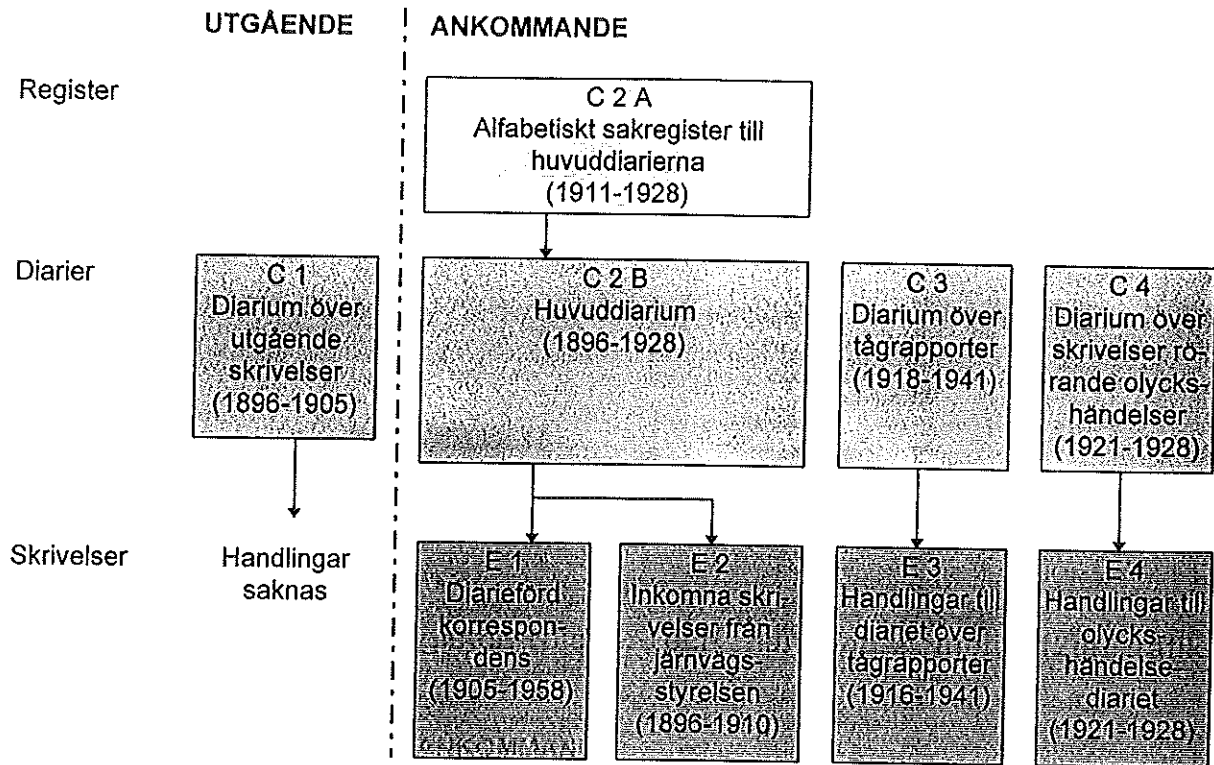 UTGÅENDE
ANKOMMANDE
Register
C 2 A
Alfabetiskt sakregister till
huvuddiarierna
(1911-1928)
Diarier
C 1
Diarium över
utgående
skrivelser
(1896-1905)
C 2 B
Huvuddiarium
(1896-1928)
C 3
Diarium över
tågrapporter
(1918-1941)
C 4
Diarium över
skrivelser rö-
rande olycks-
händelser
(1921-1928)
Skrivelser
Handlingar
saknas
E 1
Diarieförd
korrespon-
dens
(1905-1958)
E 2
Inkomna skri-
velser från
järnvägs-
styrelsen
(1896-1910)
E 3
Handlingar till
diariet över
tågrapporter
(1916-1941)
E 4
Handlingar till
olycks-
händelse-
diariet
(1921-1928)